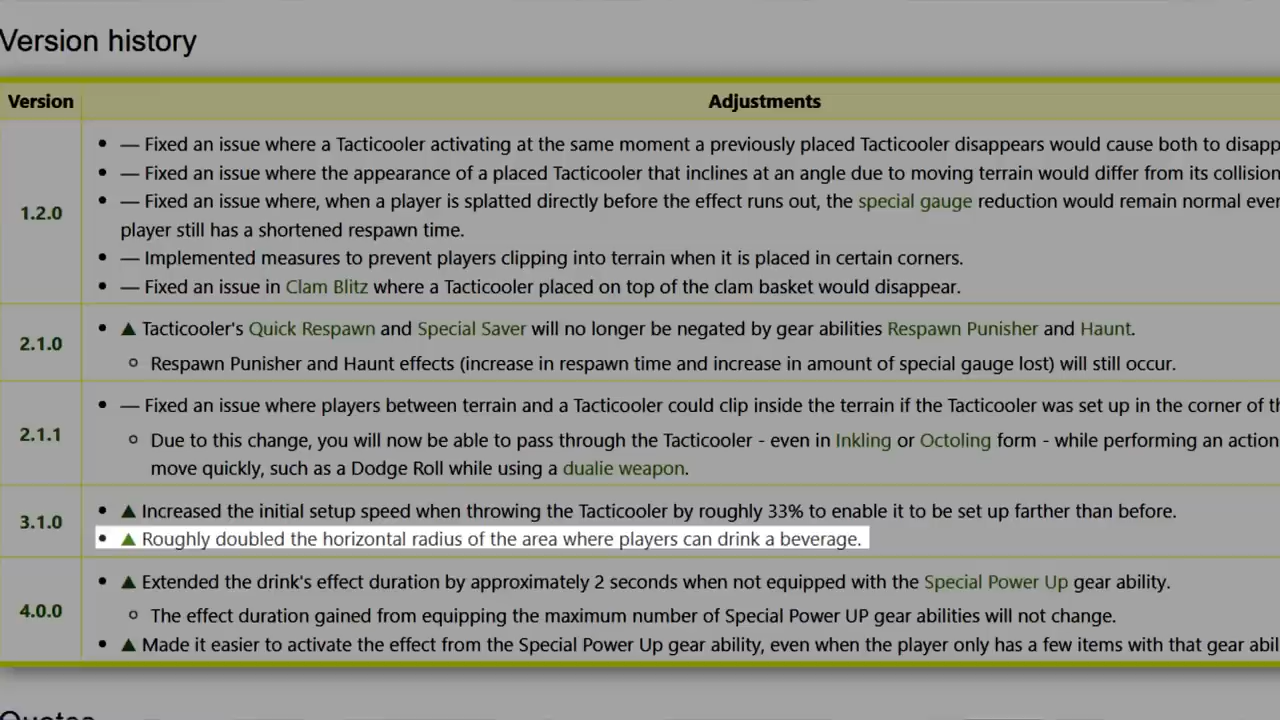 Version history
Version Adjustments
1.2.0
• — Fixed an issue where a Tacticooler activating at the same moment a previously placed Tacticooler disappears would cause both to
• — Fixed an issue where the appearance of a placed Tacticooler that inclines at an angle due to moving terrain would differ from its collision
• — Fixed an issue where, when a player is splatted directly before the effect runs out, the special gauge reduction would remain normal
player still has a shortened respawn time.
• — Implemented measures to prevent players clipping into terrain when it is placed in certain corners.
• — Fixed an issue in Clam Blitz where a Tacticooler placed on top of the clam basket would disappear.
2.1.0
• ▲ Tacticooler's Quick Respawn and Special Saver will no longer be negated by gear abilities Respawn Punisher and Haunt.
◦ Respawn Punisher and Haunt effects (increase in respawn time and increase in amount of special gauge lost) will still occur.
2.1.1
• — Fixed an issue where players between terrain and a Tacticooler could clip inside the terrain if the Tacticooler was set up in the corner of
◦ Due to this change, you will now be able to pass through the Tacticooler - even in Inkling or Octoling form - while performing an action
move quickly, such as a Dodge Roll while using a dualie weapon.
3.1.0
• ▲ Increased the initial setup speed when throwing the Tacticooler by roughly 33% to enable it to be set up farther than before.
• ▲ Roughly doubled the horizontal radius of the area where players can drink a beverage.
4.0.0
• ▲ Extended the drink's effect duration by approximately 2 seconds when not equipped with the Special Power Up gear ability.
◦ The effect duration gained from equipping the maximum number of Special Power UP gear abilities will not change.
• ▲ Made it easier to activate the effect from the Special Power Up gear ability, even when the player only has a few items with that gear